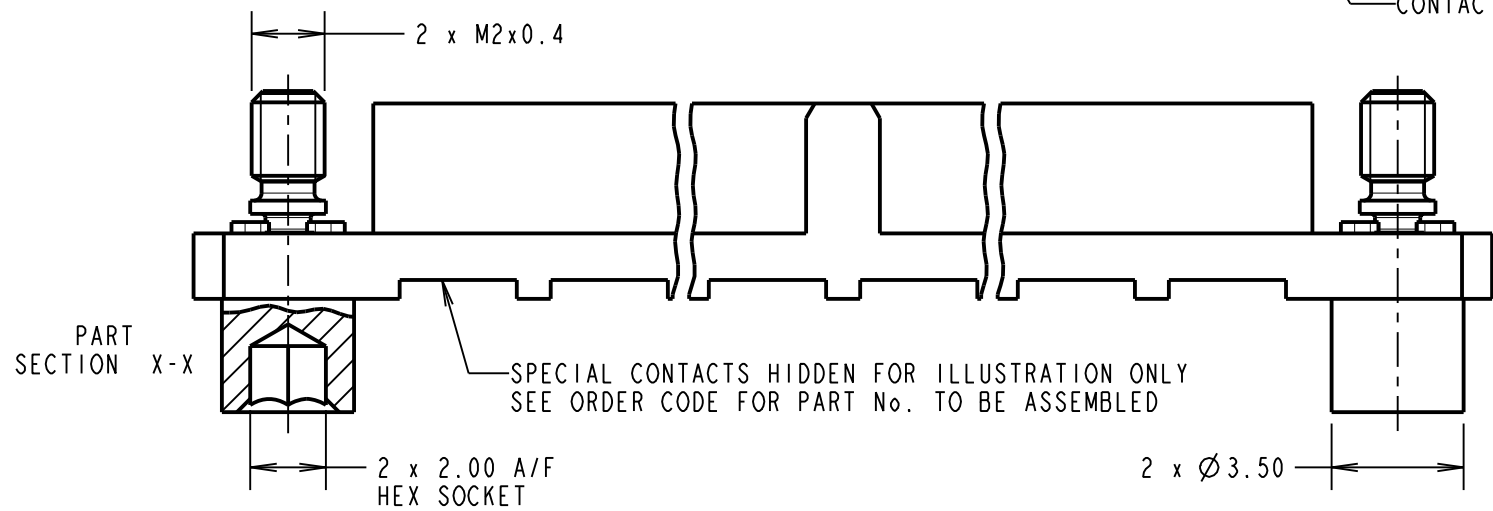 CONTAC
2 x M2x0.4
PART
SECTION X-X
SPECIAL CONTACTS HIDDEN FOR ILLUSTRATION ONLY
SEE ORDER CODE FOR PART No. TO BE ASSEMBLED
2 x 2.00 A/F
HEX SOCKET
2 x Ø3.50